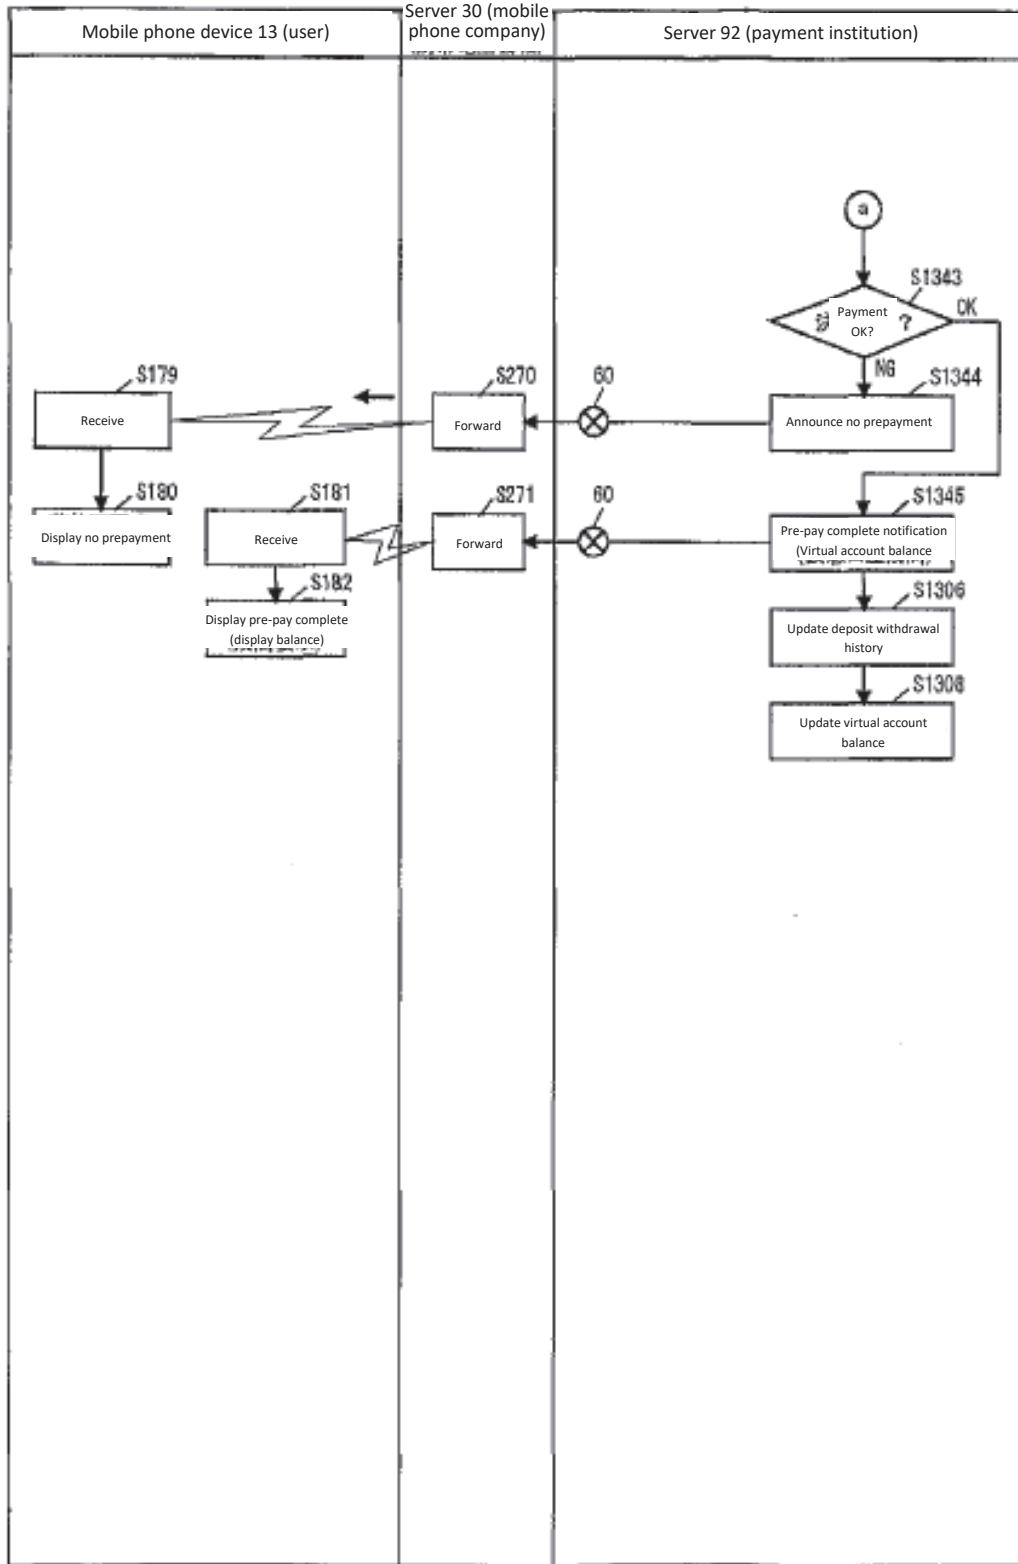 Mobile phone device 13 (user)
Server 30 (mobile
phone company)
Server 92 (payment institution)
a
S1343
Payment
OK?
?
OK
NG
S179
S270
60
S1344
Receive
Forward
Announce no prepayment
S180
S181
S271
60
S1345
Display no prepayment
Receive
Forward
Pre-pay complete notification
(Virtual account balance
S182
S1306
Display pre-pay complete
(display balance)
Update deposit withdrawal
history
S1308
Update virtual account
balance